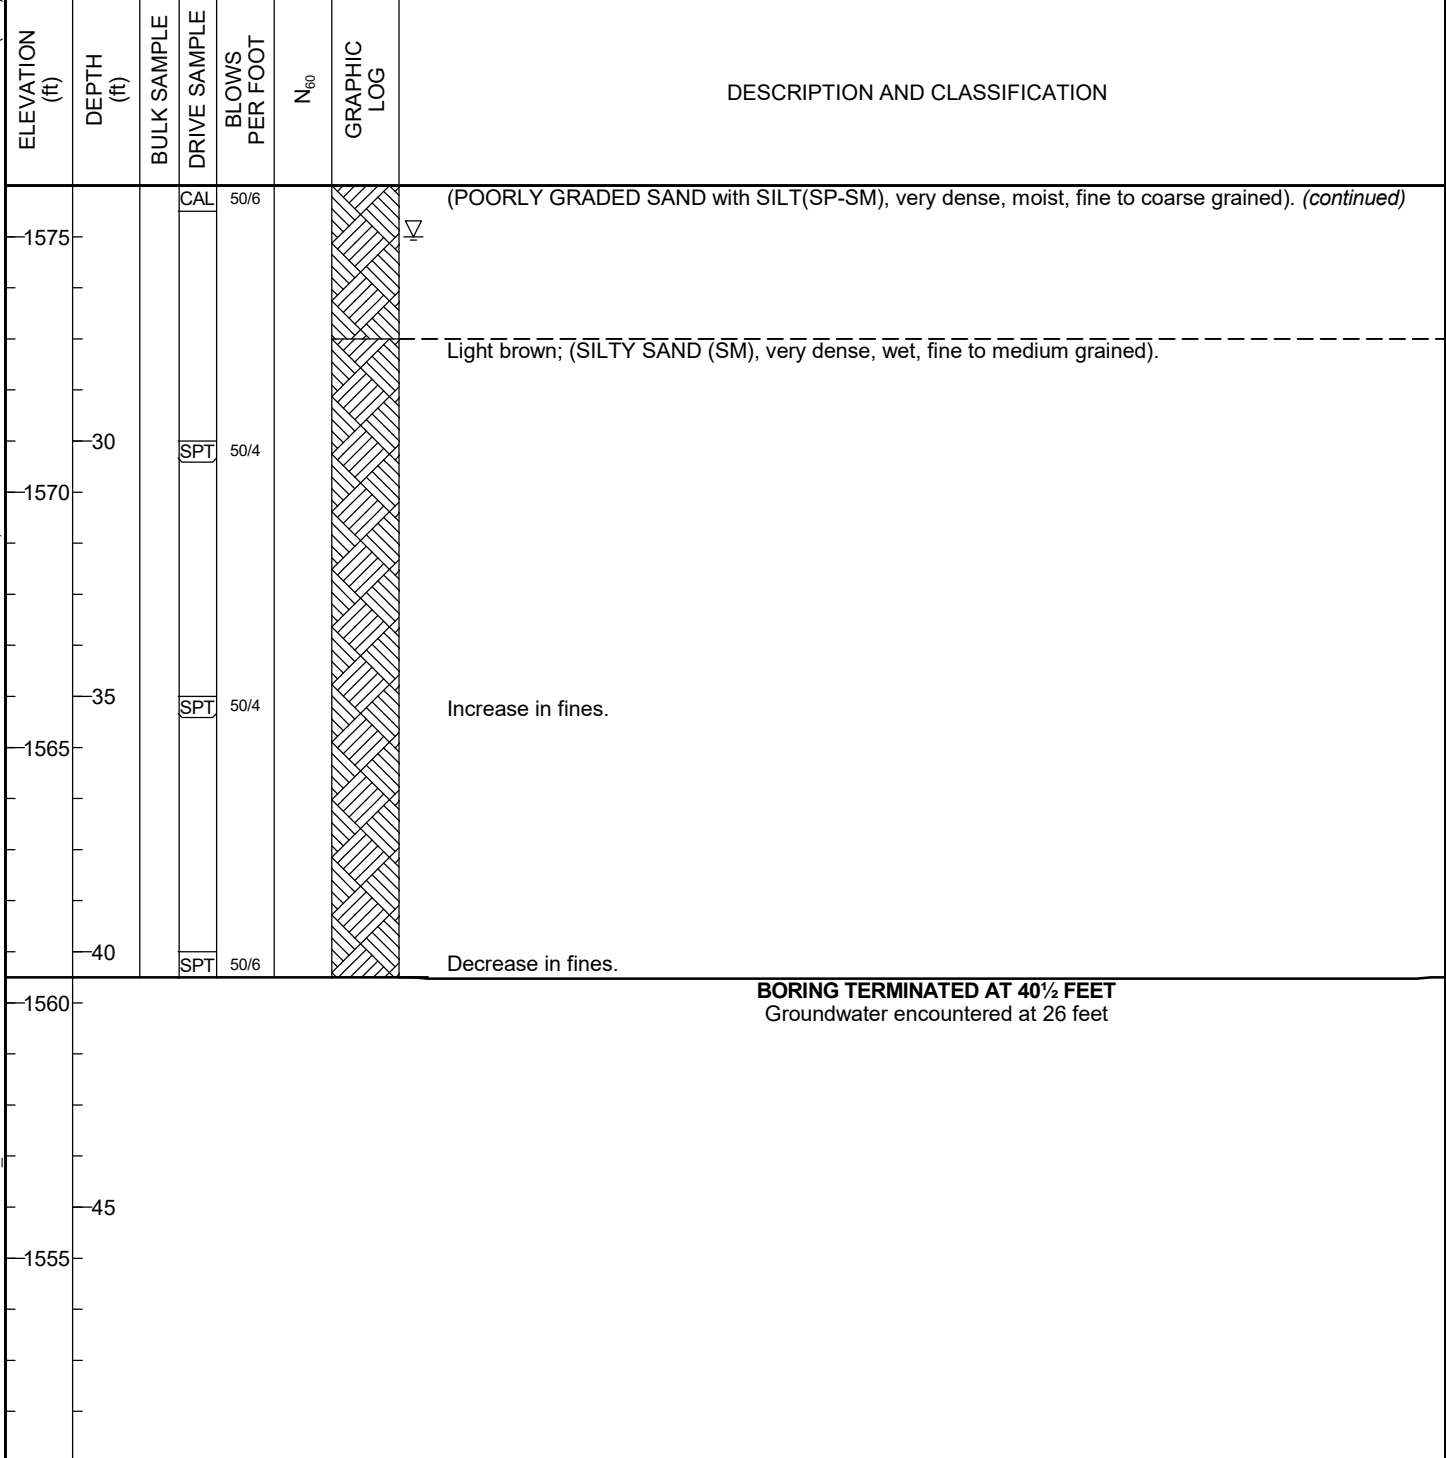 ELEVATION
(ft)
DEPTH
(ft)
BULK SAMPLE
DRIVE SAMPLE
BLOWS
PER FOOT
N60
GRAPHIC
LOG
DESCRIPTION AND CLASSIFICATION
CAL 50/6 (POORLY GRADED SAND with SILT(SP-SM), very dense, moist, fine to coarse grained). (continued)
1575
Light brown; (SILTY SAND (SM), very dense, wet, fine to medium grained).
30 SPT 50/4
1570
35 SPT 50/4 Increase in fines.
1565
40 SPT 50/6 Decrease in fines.
BORING TERMINATED AT 40½ FEET
1560
Groundwater encountered at 26 feet
45
1555